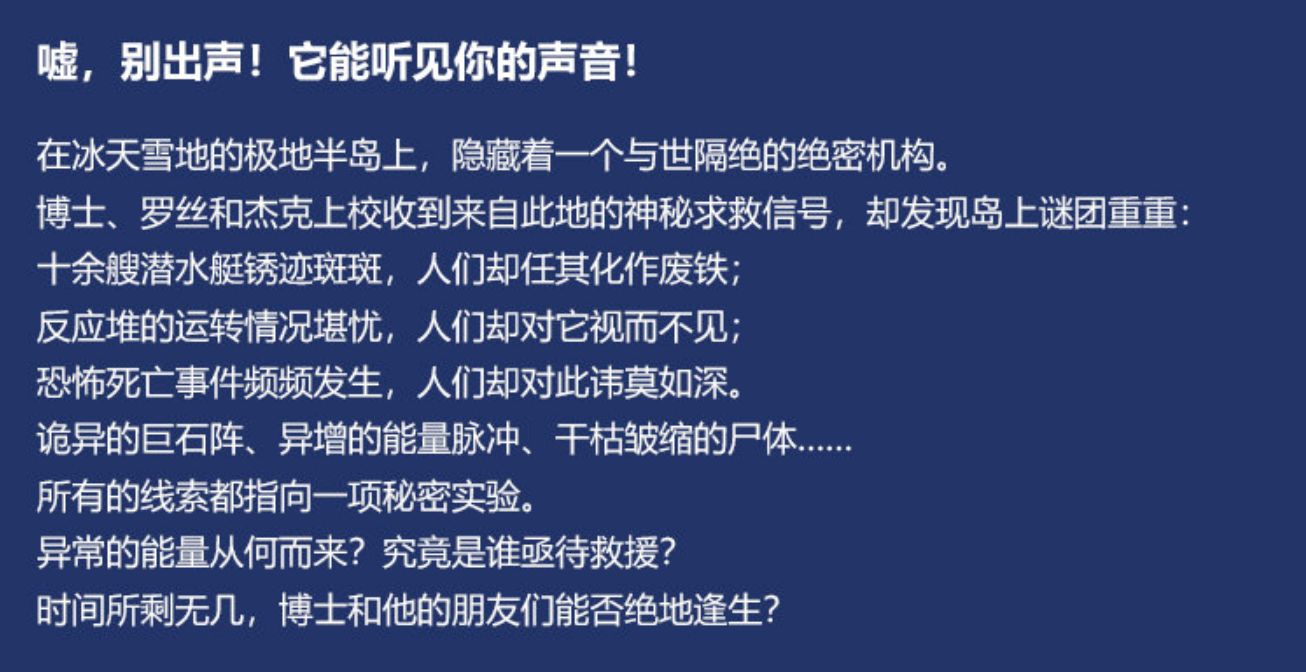 嘘，别出声！它能听见你的声音！
在冰天雪地的极地半岛上，隐藏着一个与世隔绝的绝密机构。
博士、罗丝和杰克上校收到来自此地的神秘求救信号，却发现岛上谜团重重：
十余艘潜水艇锈迹斑斑，人们却任其化作废铁；
反应堆的运转情况堪忧，人们却对它视而不见；
恐怖死亡事件频频发生，人们却对此讳莫如深。
诡异的巨石阵、异增的能量脉冲、干枯皱缩的尸体……
所有的线索都指向一项秘密实验。
异常的能量从何而来？究竟是谁亟待救援？
时间所剩无几，博士和他的朋友们能否绝地逢生？